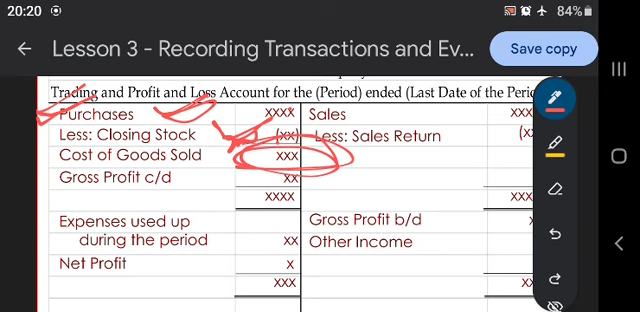 20:20
84%
Lesson 3 - Recording Transactions and Ev...
Save copy
Trading and Profit and Loss Account for the (Period) ended (Last Date of the
Purchases xxxx Sales xxx
Less: Closing Stock (xx) Less: Sales Return (x
Cost of Goods Sold xxx
Gross Profit c/d xx
xxxx xxx
Expenses used up Gross Profit b/d
during the period xx Other Income
Net Profit x
xxx xx